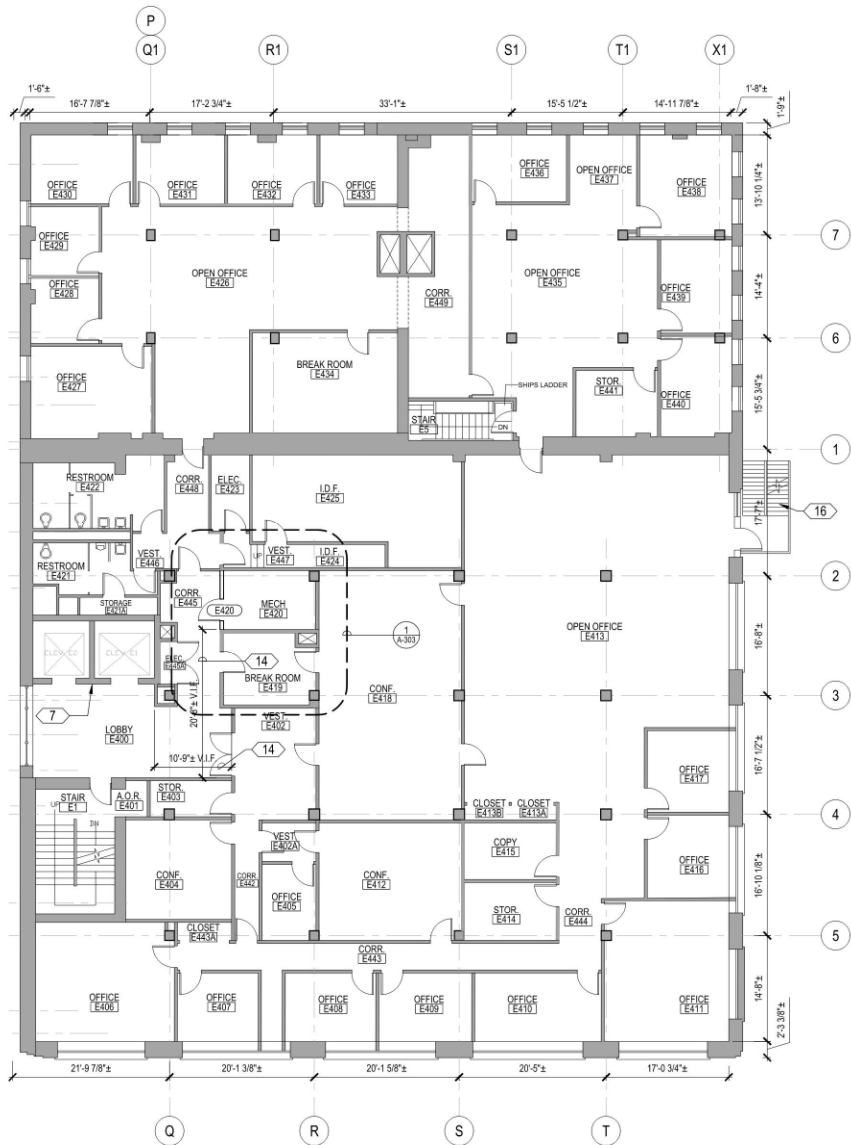 P
Q1
R1
S1
T1
X1
1'-6"±
16'-7 7/8"±
17'-2 3/4"±
33'-1"±
15'-5 1/2"±
14'-11 7/8"±
1'-8"±
1'-9"±
OFFICE
E430
OFFICE
E431
OFFICE
E432
OFFICE
E433
OFFICE
E436
OPEN OFFICE
E437
OFFICE
E438
13'-10 1/4"±
OFFICE
E429
7
OPEN OFFICE
E426
OPEN OFFICE
E435
CORR.
E449
OFFICE
E428
OFFICE
E439
14'-4"±
6
BREAK ROOM
E434
OFFICE
E427
SHIPS LADDER
STOR.
E441
OFFICE
E440
15'-5 3/4"±
STAIR
E5
DN
1
RESTROOM
E422
CORR.
E448
ELEC.
E423
I.D.F.
E425
17'-7"±
16
VEST.
E446
UP
VEST.
E447
I.D.F.
E424
RESTROOM
E421
2
STORAGE
E421A
CORR.
E445
E420
MECH
E420
OPEN OFFICE
E413
1
A-303
16'-8"±
ELEV E2
ELEV E1
ELEC.
E445A
14
BREAK ROOM
E419
CONF.
E418
3
7
LOBBY
E400
20'-8"± V.I.F.
VEST.
E402
10'-9"± V.I.F
14
16'-7 1/2"±
OFFICE
E417
STAIR
E1
UP
DN
A.O.R.
E401
STOR.
E403
CLOSET
E413B
CLOSET
E413A
4
VEST.
E402A
COPY
E415
OFFICE
E416
CONF.
E404
CORR.
E442
OFFICE
E405
CONF.
E412
16'-10 1/8"±
STOR.
E414
CORR.
E444
CLOSET
E443A
5
CORR.
E443
OFFICE
E406
OFFICE
E407
OFFICE
E408
OFFICE
E409
OFFICE
E410
OFFICE
E411
14'-8"±
2'-3 3/8"±
21'-9 7/8"±
20'-1 3/8"±
20'-1 5/8"±
20'-5"±
17'-0 3/4"±
Q
R
S
T